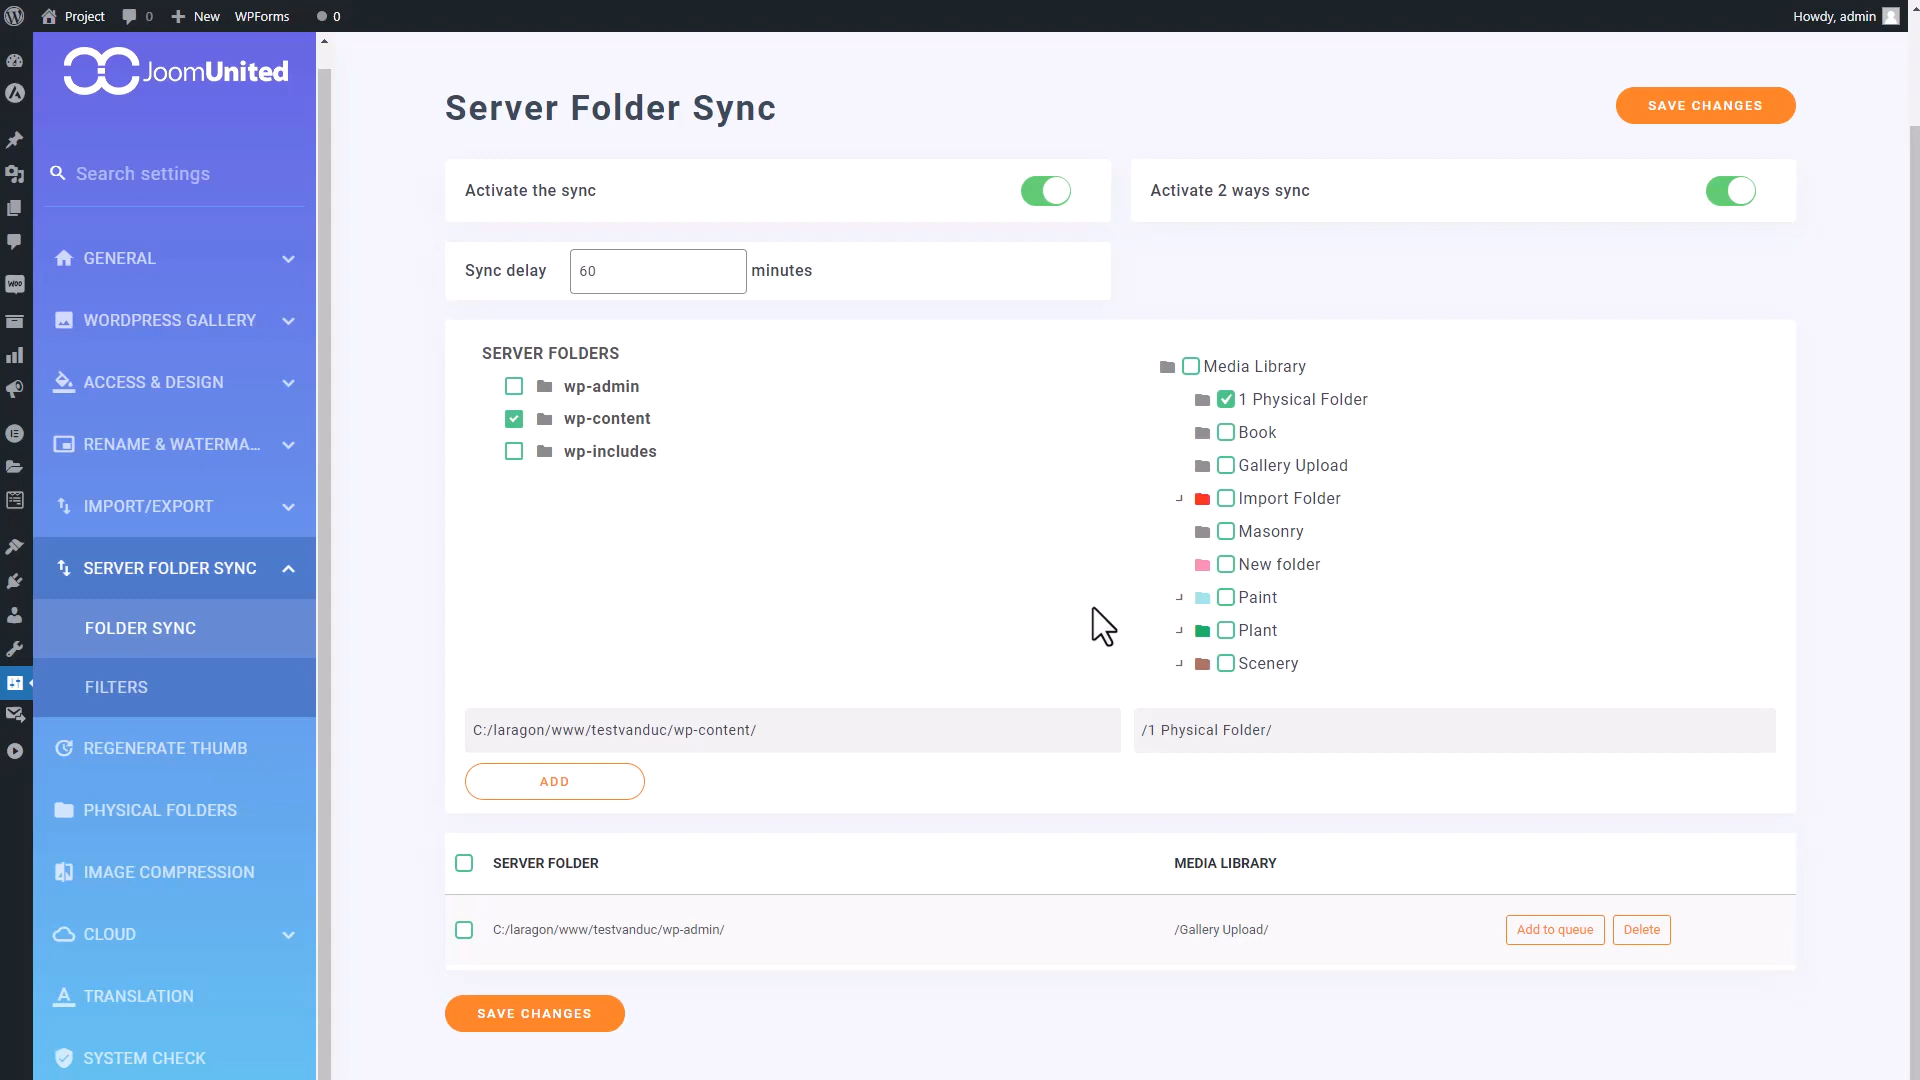 Project
0
New
WPForms
0
Howdy, admin
JoomUnited
Search settings
GENERAL
WORDPRESS GALLERY
ACCESS & DESIGN
RENAME & WATERMA...
IMPORT/EXPORT
SERVER FOLDER SYNC
FOLDER SYNC
FILTERS
REGENERATE THUMB
PHYSICAL FOLDERS
IMAGE COMPRESSION
CLOUD
TRANSLATION
SYSTEM CHECK
Server Folder Sync
SAVE CHANGES
Activate the sync
Activate 2 ways sync
Sync delay
60
minutes
SERVER FOLDERS
wp-admin
wp-content
wp-includes
Media Library
1 Physical Folder
Book
Gallery Upload
Import Folder
Masonry
New folder
Paint
Plant
Scenery
C:/laragon/www/testvanduc/wp-content/
/1 Physical Folder/
ADD
SERVER FOLDER
MEDIA LIBRARY
C:/laragon/www/testvanduc/wp-admin/
/Gallery Upload/
Add to queue
Delete
SAVE CHANGES